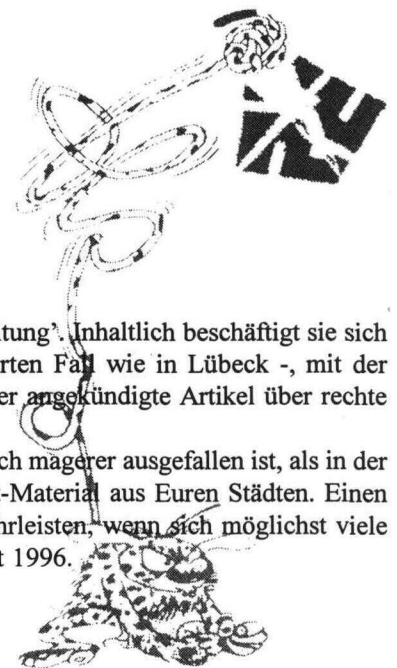 tung’. Inhaltlich beschäftigt sie sich
rten Fall wie in Lübeck -, mit der
er angekündigte Artikel über rechte
ch magerer ausgefallen ist, als in der
-Material aus Euren Städten. Einen
hrleisten, wenn sich möglichst viele
t 1996.